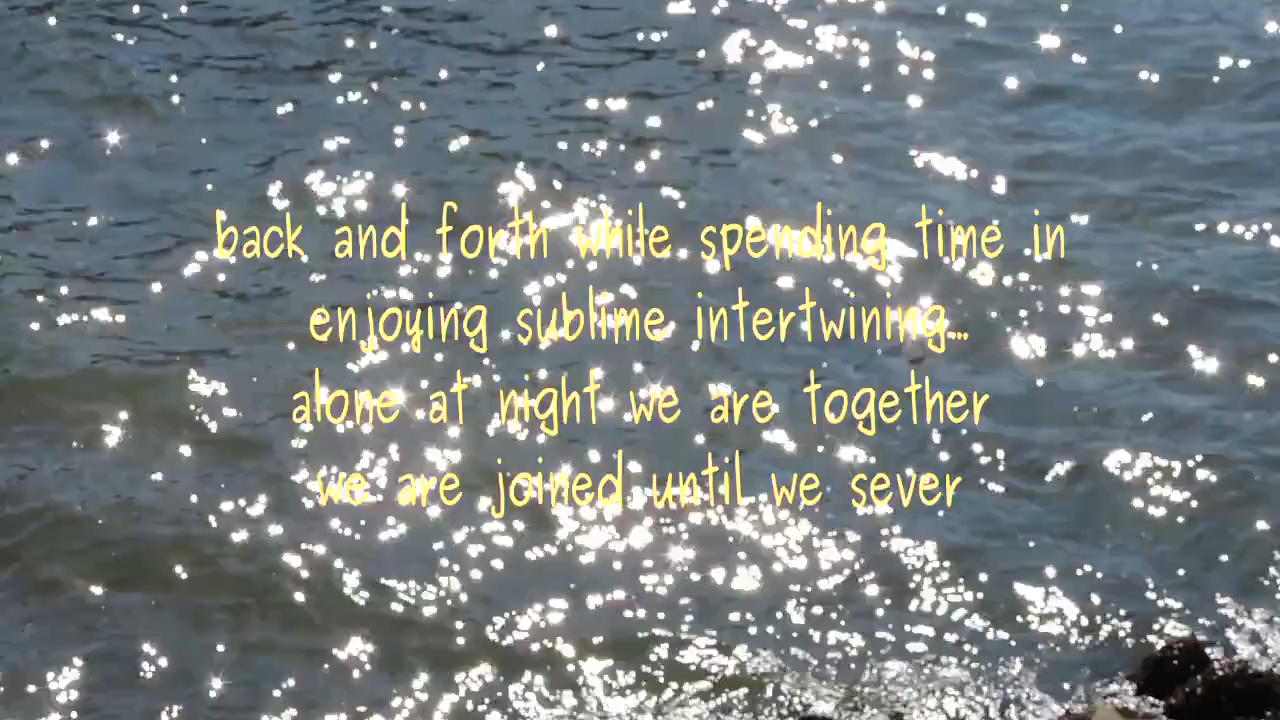 back and forth while spending time in
enjoying sublime intertwining...
alone at night we are together
we are joined until we sever